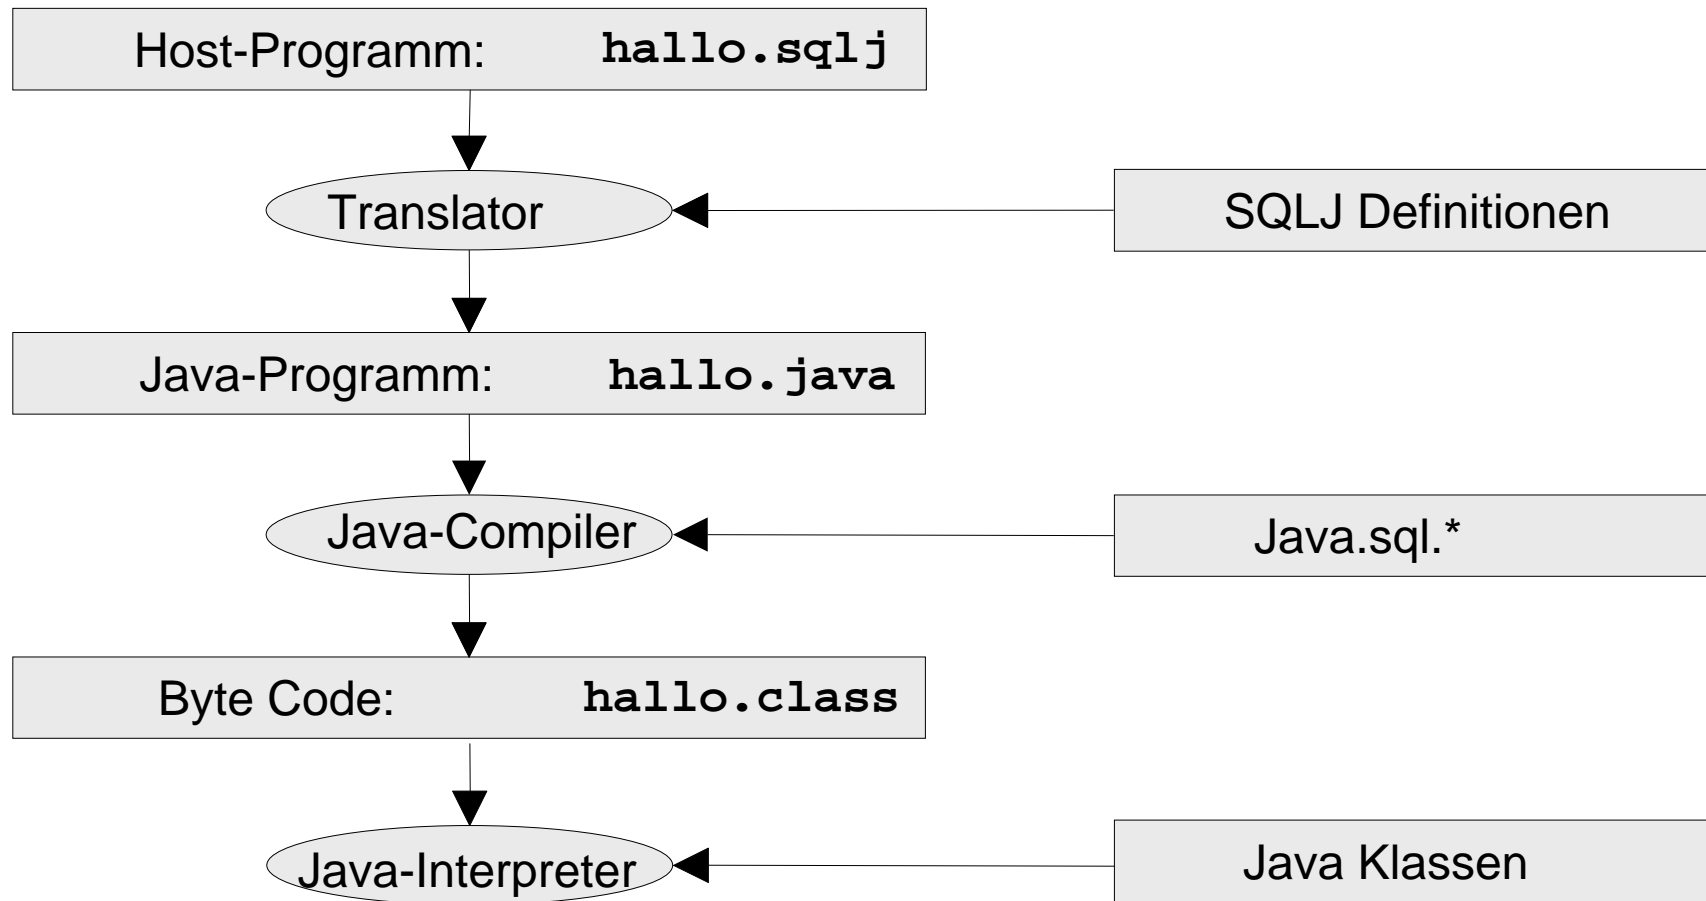 Host-Programm: hallo.sqlj
Translator
SQLJ Definitionen
Java-Programm: hallo.java
Java-Compiler
Java.sql.*
Byte Code: hallo.class
Java-Interpreter
Java Klassen